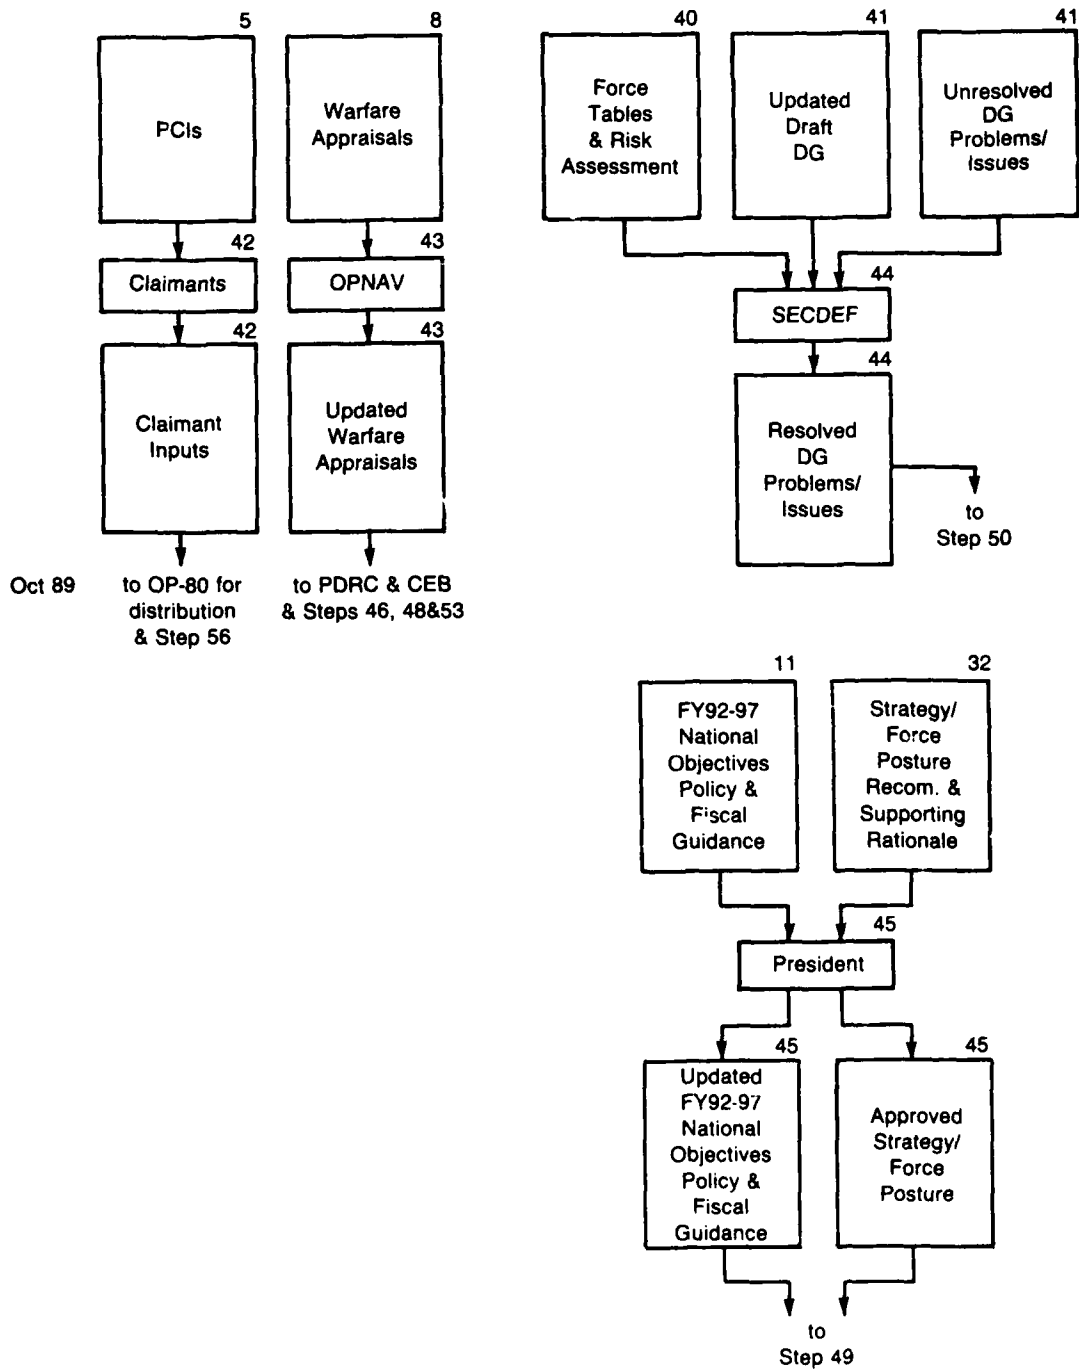 5
PCIs
42
Claimants
42
Claimant
Inputs
Oct 89
to OP-80 for
distribution
& Step 56
8
Warfare
Appraisals
43
OPNAV
43
Updated
Warfare
Appraisals
to PDRC & CEB
& Steps 46, 48&53
40
Force
Tables
& Risk
Assessment
41
Updated
Draft
DG
41
Unresolved
DG
Problems/
Issues
44
SECDEF
44
Resolved
DG
Problems/
Issues
to
Step 50
11
FY92-97
National
Objectives
Policy &
Fiscal
Guidance
32
Strategy/
Force
Posture
Recom. &
Supporting
Rationale
45
President
45
Updated
FY92-97
National
Objectives
Policy &
Fiscal
Guidance
45
Approved
Strategy/
Force
Posture
to
Step 49